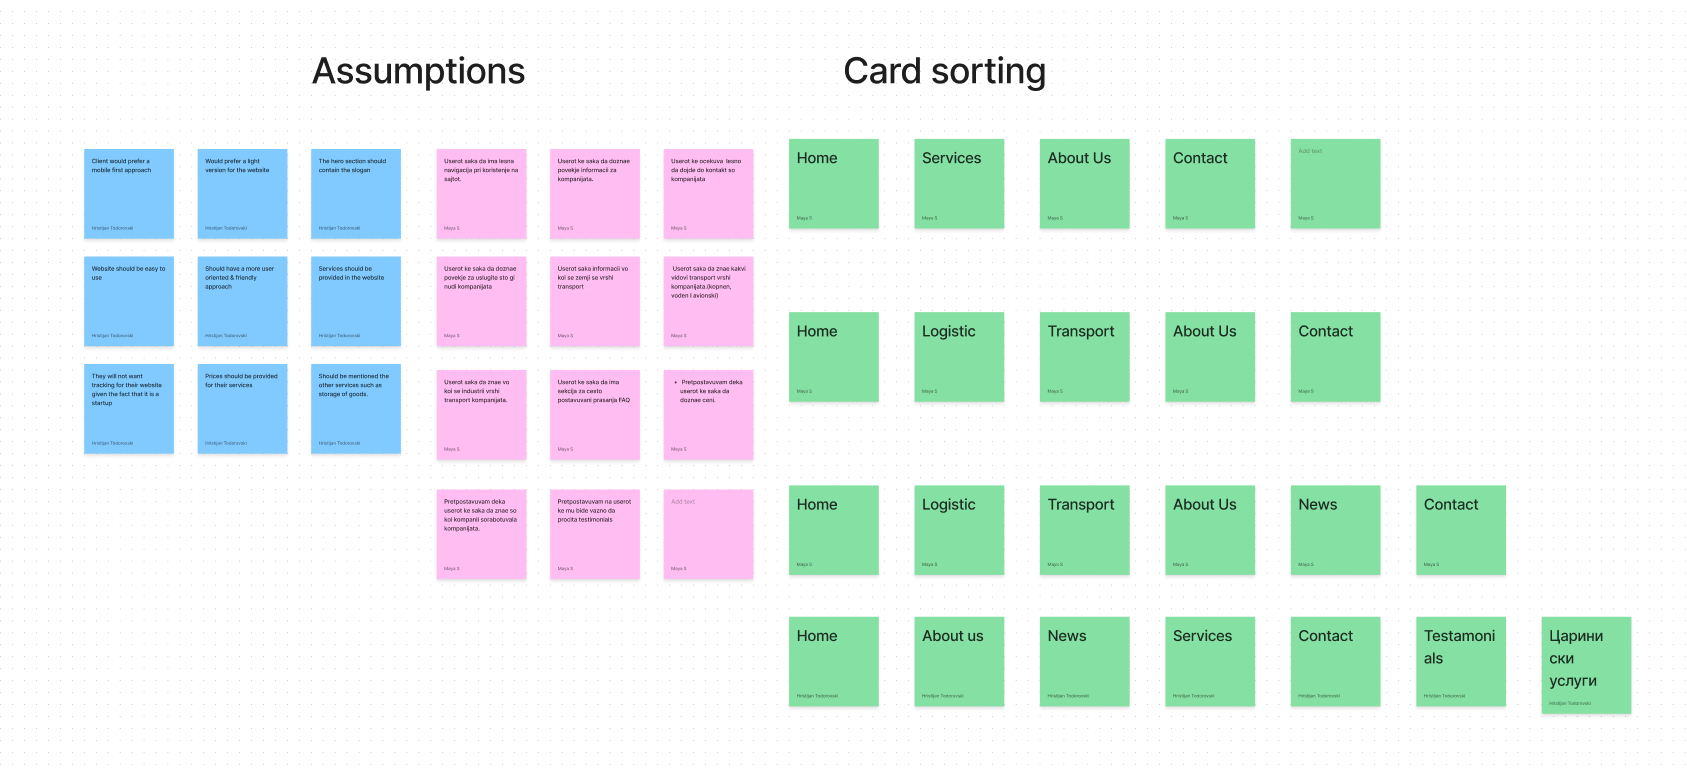 Assumptions
Card sorting
Client would prefer a
mobile first approach
Hristijan Todorovski
Would prefer a light
version for the website
Hristijan Todorovski
The hero section should
contain the slogan
Hristijan Todorovski
Userot saka da ima lesna
navigacija pri koristenje na
sajtot.
Maya S
Userot ke saka da doznae
povekje informacii za
kompanijata.
Maya S
Userot ke ocekuva lesno
da dojde do kontakt so
kompanijata
Maya S
Website should be easy to
use
Hristijan Todorovski
Should have a more user
oriented & friendly
approach
Hristijan Todorovski
Services should be
provided in the website
Hristijan Todorovski
Userot ke saka da doznae
povekje za uslugite sto gi
nudi kompanijata
Maya S
Userot saka informacii vo
koi se zemji se vrshi
transport
Maya S
Userot saka da znae kakvi
vidovi transport vrshi
kompanijata.(kopnen,
voden I avionski)
Maya S
They will not want
tracking for their website
given the fact that it is a
startup
Hristijan Todorovski
Prices should be provided
for their services
Hristijan Todorovski
Should be mentioned the
other services such as
storage of goods.
Hristijan Todorovski
Userot saka da znae vo
koi se industrii vrshi
transport kompanijata.
Maya S
Userot ke saka da ima
sekcija za cesto
postavuvani prasanja FAQ
Maya S
• Pretpostavuvam deka
userot ke saka da
doznae ceni.
Maya S
Pretpostavuvam deka
userot ke saka da znae so
koi kompanii sorabotuvala
kompanijata.
Maya S
Pretpostavuvam na userot
ke mu bide vazno da
procita testimonials
Maya S
Add text
Maya S
Home
Maya S
Services
Maya S
About Us
Maya S
Contact
Maya S
Add text
Maya S
Home
Maya S
Logistic
Maya S
Transport
Maya S
About Us
Maya S
Contact
Maya S
Home
Maya S
Logistic
Maya S
Transport
Maya S
About Us
Maya S
News
Maya S
Contact
Maya S
Home
Hristijan Todorovski
About us
Hristijan Todorovski
News
Hristijan Todorovski
Services
Hristijan Todorovski
Contact
Hristijan Todorovski
Testamoni
als
Hristijan Todorovski
Царини
ски
услуги
Hristijan Todorovski